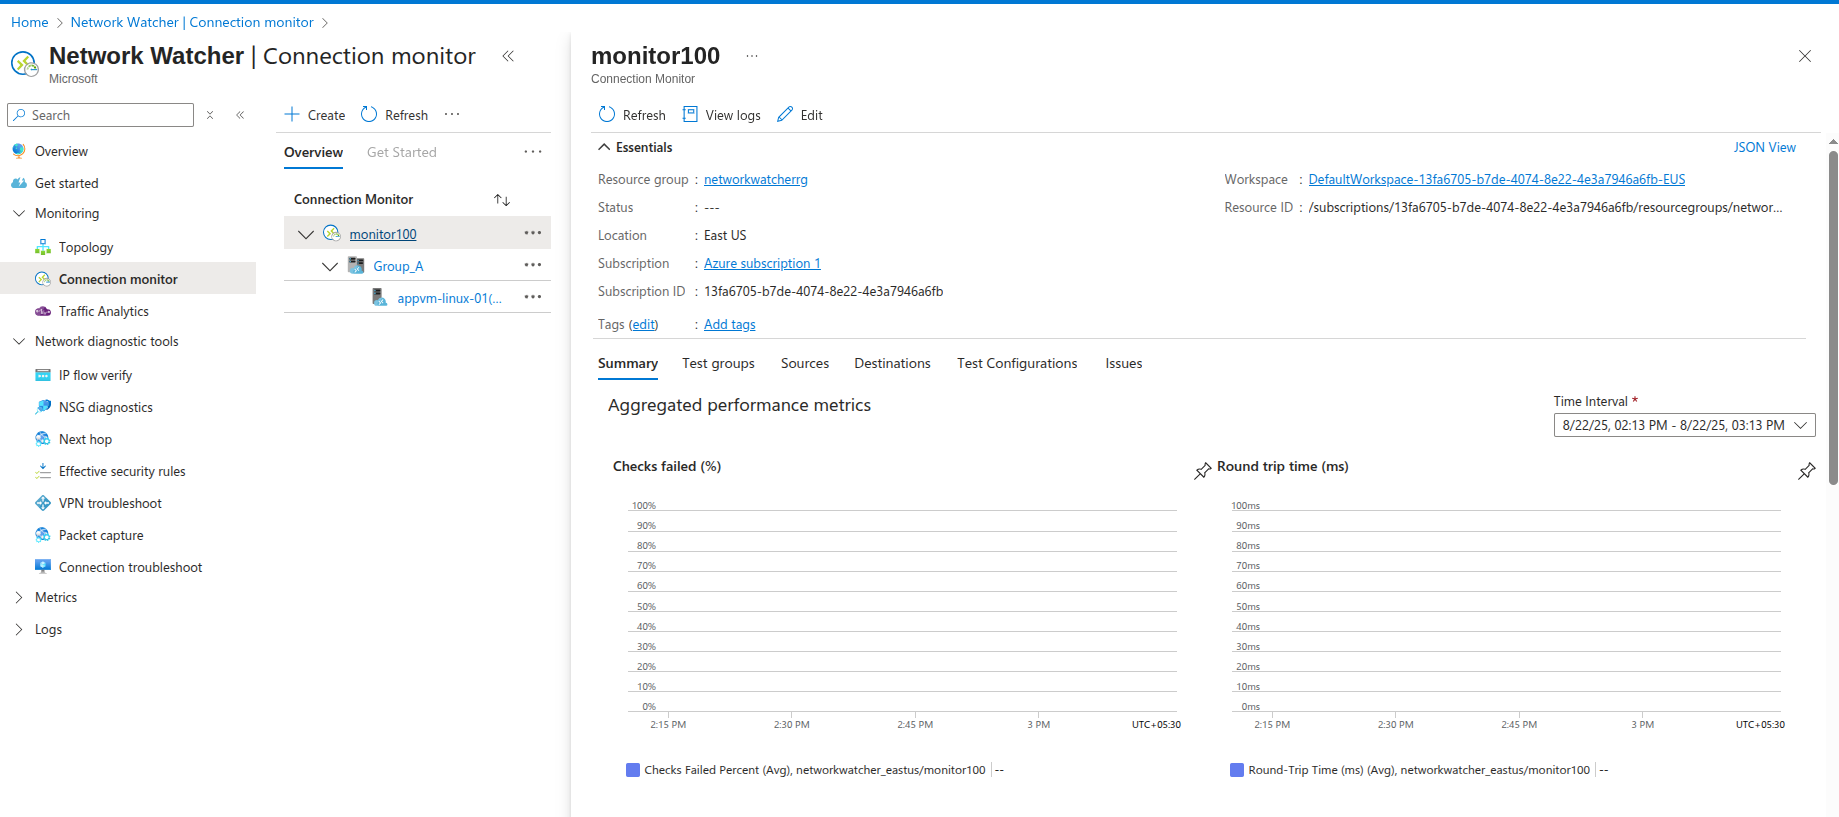 Home > Network Watcher | Connection monitor >
Network Watcher | Connection monitor «
Microsoft
Search
«
Overview
Get started
Monitoring
Topology
Connection monitor
Traffic Analytics
Network diagnostic tools
IP flow verify
NSG diagnostics
Next hop
Effective security rules
VPN troubleshoot
Packet capture
Connection troubleshoot
Metrics
Logs
Create Refresh ···
Overview Get Started ···
Connection Monitor
monitor100 •••
Group_A •••
appvm-linux-01(... •••
monitor100 ···
Connection Monitor
Refresh View logs Edit
Essentials JSON View
Resource group : networkwatcherrg
Status : ---
Location : East US
Subscription : Azure subscription 1
Subscription ID : 13fa6705-b7de-4074-8e22-4e3a7946a6fb
Workspace : DefaultWorkspace-13fa6705-b7de-4074-8e22-4e3a7946a6fb-EUS
Resource ID : /subscriptions/13fa6705-b7de-4074-8e22-4e3a7946a6fb/resourcegroups/networ...
Tags (edit) : Add tags
Summary Test groups Sources Destinations Test Configurations Issues
Aggregated performance metrics
Time Interval *
8/22/25, 02:13 PM - 8/22/25, 03:13 PM
Checks failed (%)
100%
90%
80%
70%
60%
50%
40%
30%
20%
10%
0%
2:15 PM 2:30 PM 2:45 PM 3 PM UTC+05:30
Checks Failed Percent (Avg), networkwatcher_eastus/monitor100 | --
Round trip time (ms)
100ms
90ms
80ms
70ms
60ms
50ms
40ms
30ms
20ms
10ms
0ms
2:15 PM 2:30 PM 2:45 PM 3 PM UTC+05:30
Round-Trip Time (ms) (Avg), networkwatcher_eastus/monitor100 | --